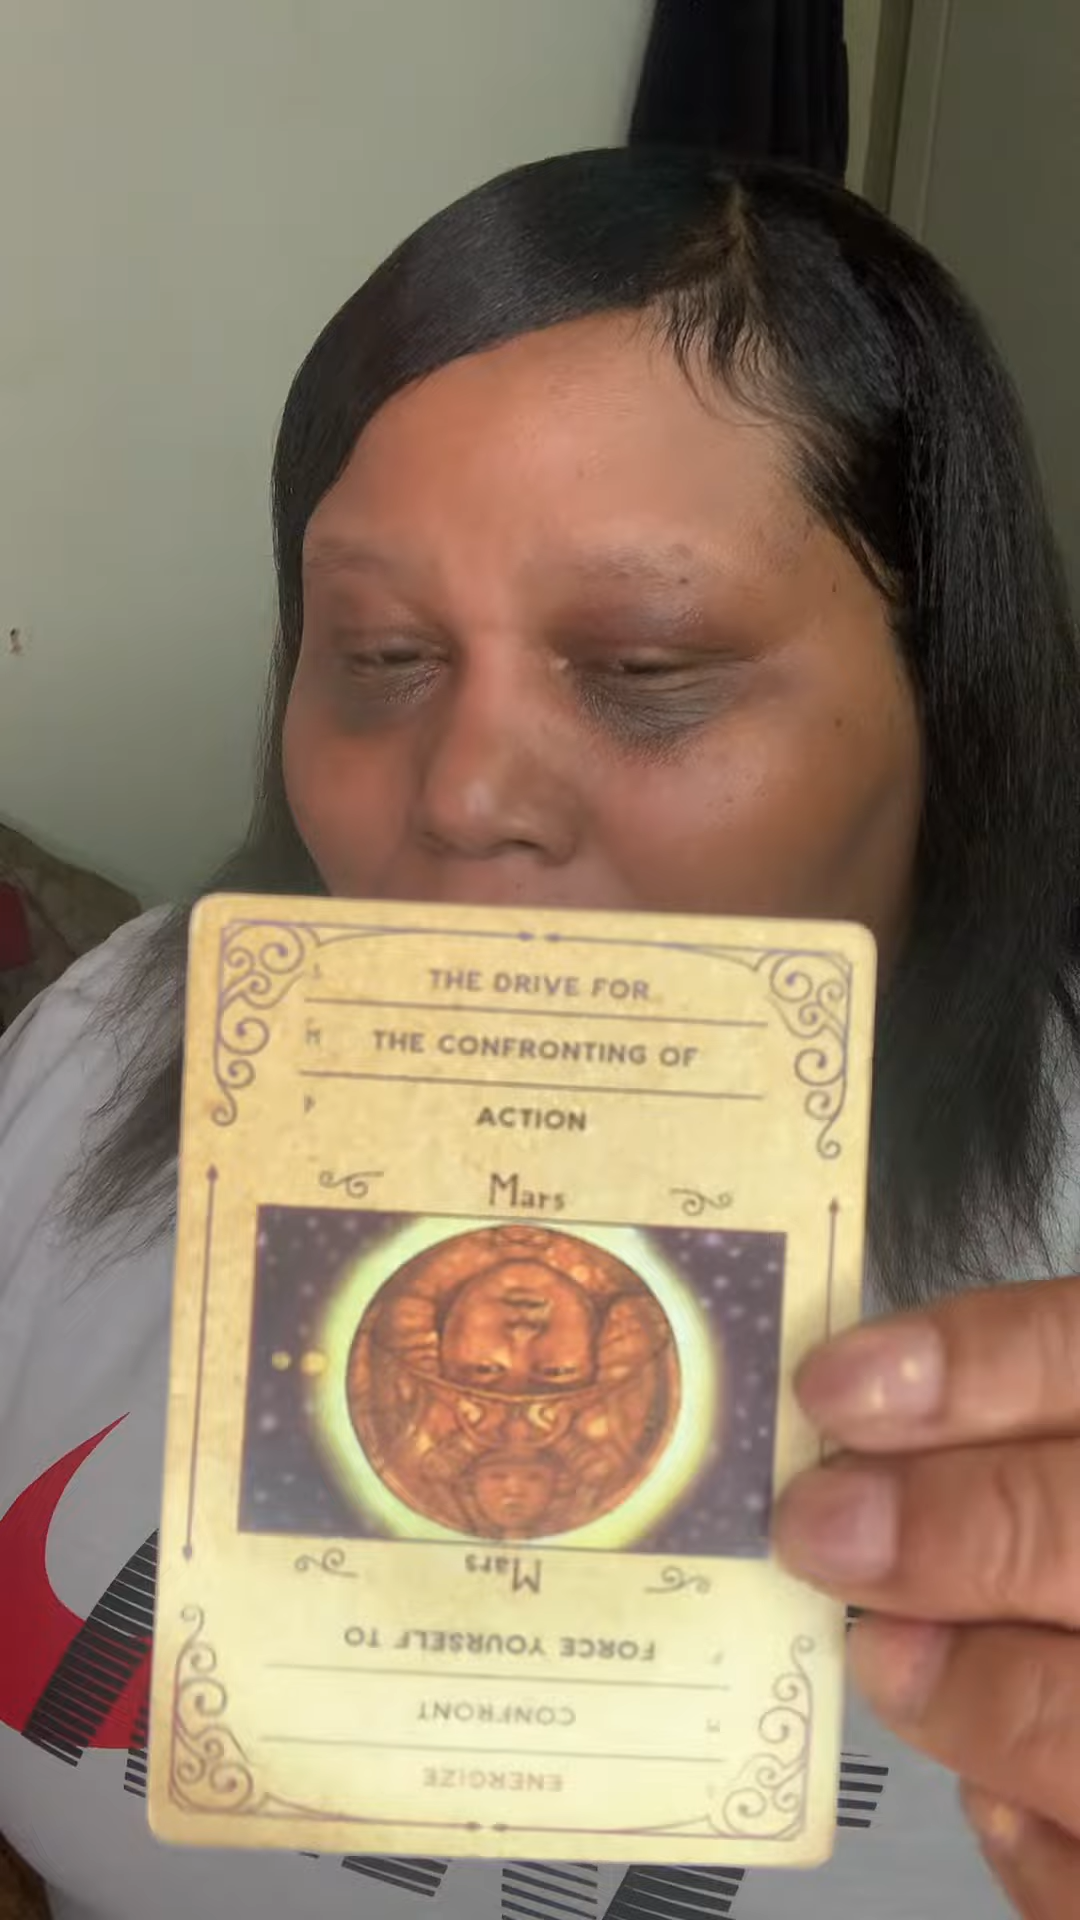 THE DRIVE FOR
M THE CONFRONTING OF
P ACTION
Mars
Mars
FORCE YOURSELF TO
CONFRONT
ENERGIZE